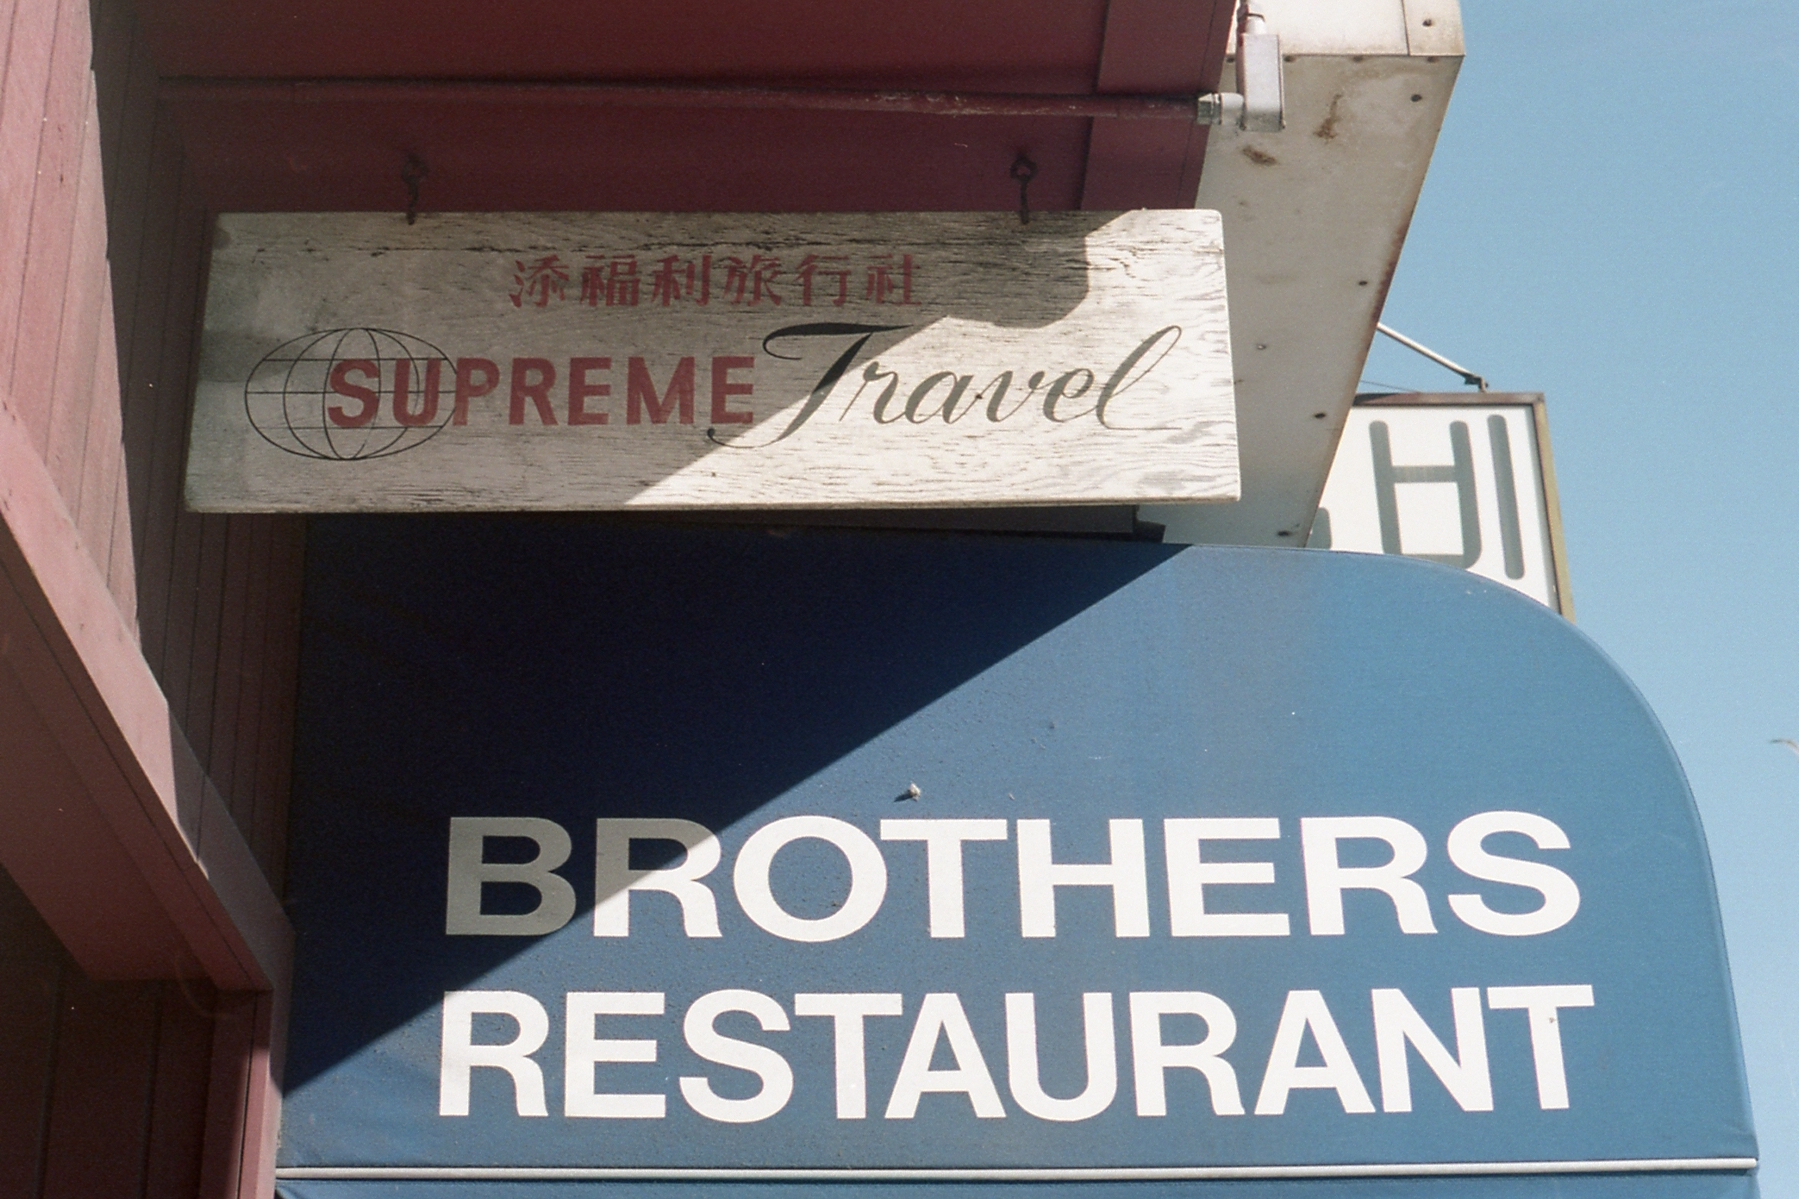 添福利旅行社
SUPREME Travel
BROTHERS
RESTAURANT